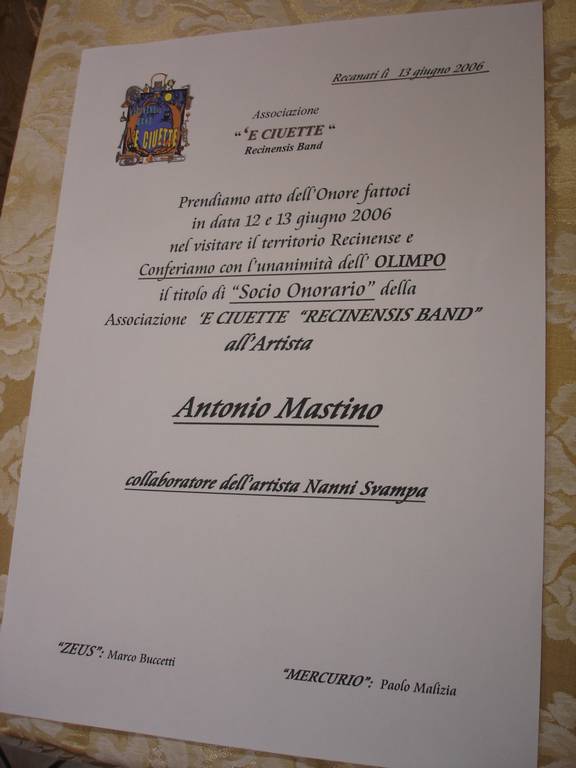 Recanati lì 13 giugno 2006
'E CIUETTE
Associazione
"'E CIUETTE "
Recinensis Band
Prendiamo atto dell'Onore fattoci
in data 12 e 13 giugno 2006
nel visitare il territorio Recinense e
Conferiamo con l'unanimità dell' OLIMPO
il titolo di "Socio Onorario" della
Associazione 'E CIUETTE "RECINENSIS BAND"
all'Artista
Antonio Mastino
collaboratore dell'artista Nanni Svampa
"ZEUS": Marco Buccetti
"MERCURIO": Paolo Malizia